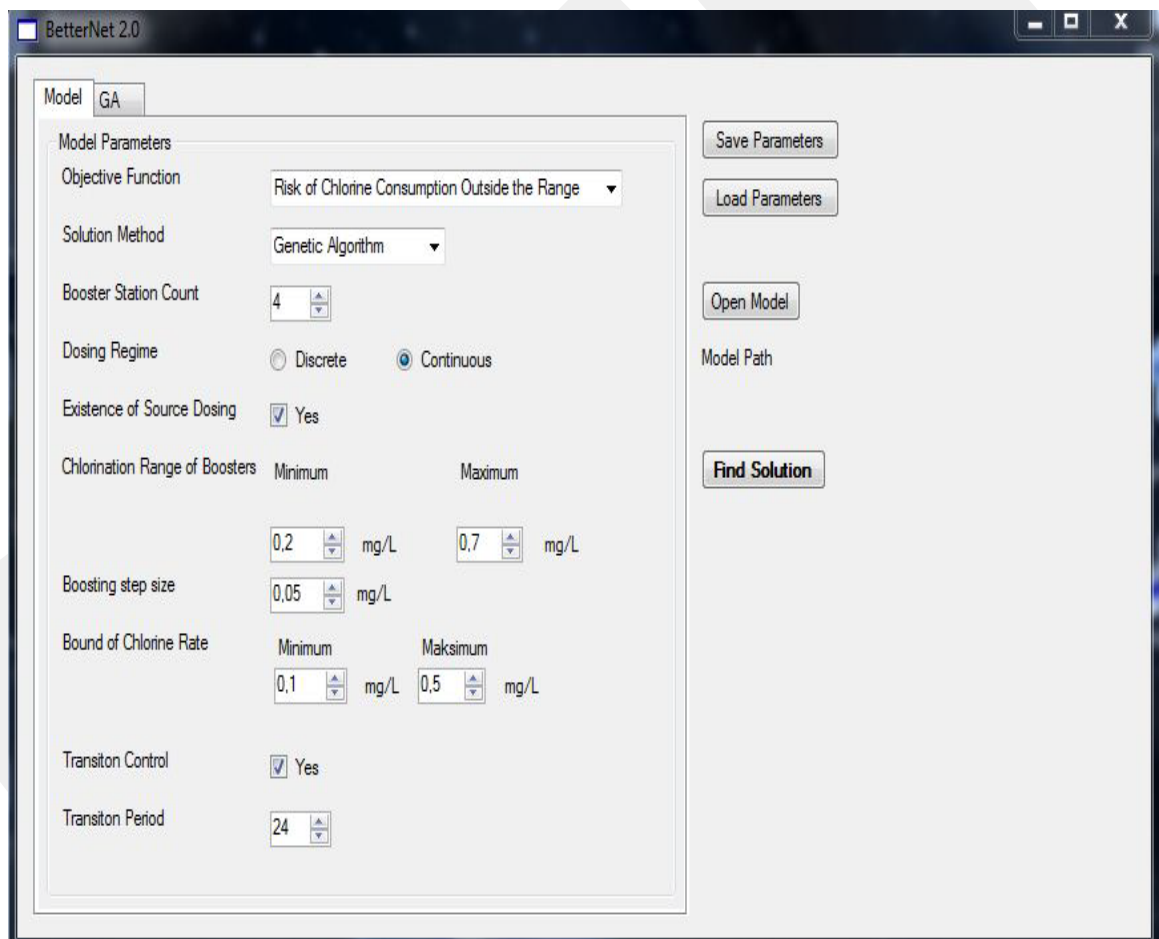 BetterNet 2.0
Model GA
Model Parameters
Objective Function Risk of Chlorine Consumption Outside the Range
Solution Method Genetic Algorithm
Booster Station Count 4
Dosing Regime Discrete Continuous
Existence of Source Dosing Yes
Chlorination Range of Boosters Minimum Maximum
0,2 mg/L 0,7 mg/L
Boosting step size 0,05 mg/L
Bound of Chlorine Rate Minimum Maksimum
0,1 mg/L 0,5 mg/L
Transiton Control Yes
Transiton Period 24
Save Parameters
Load Parameters
Open Model
Model Path
Find Solution